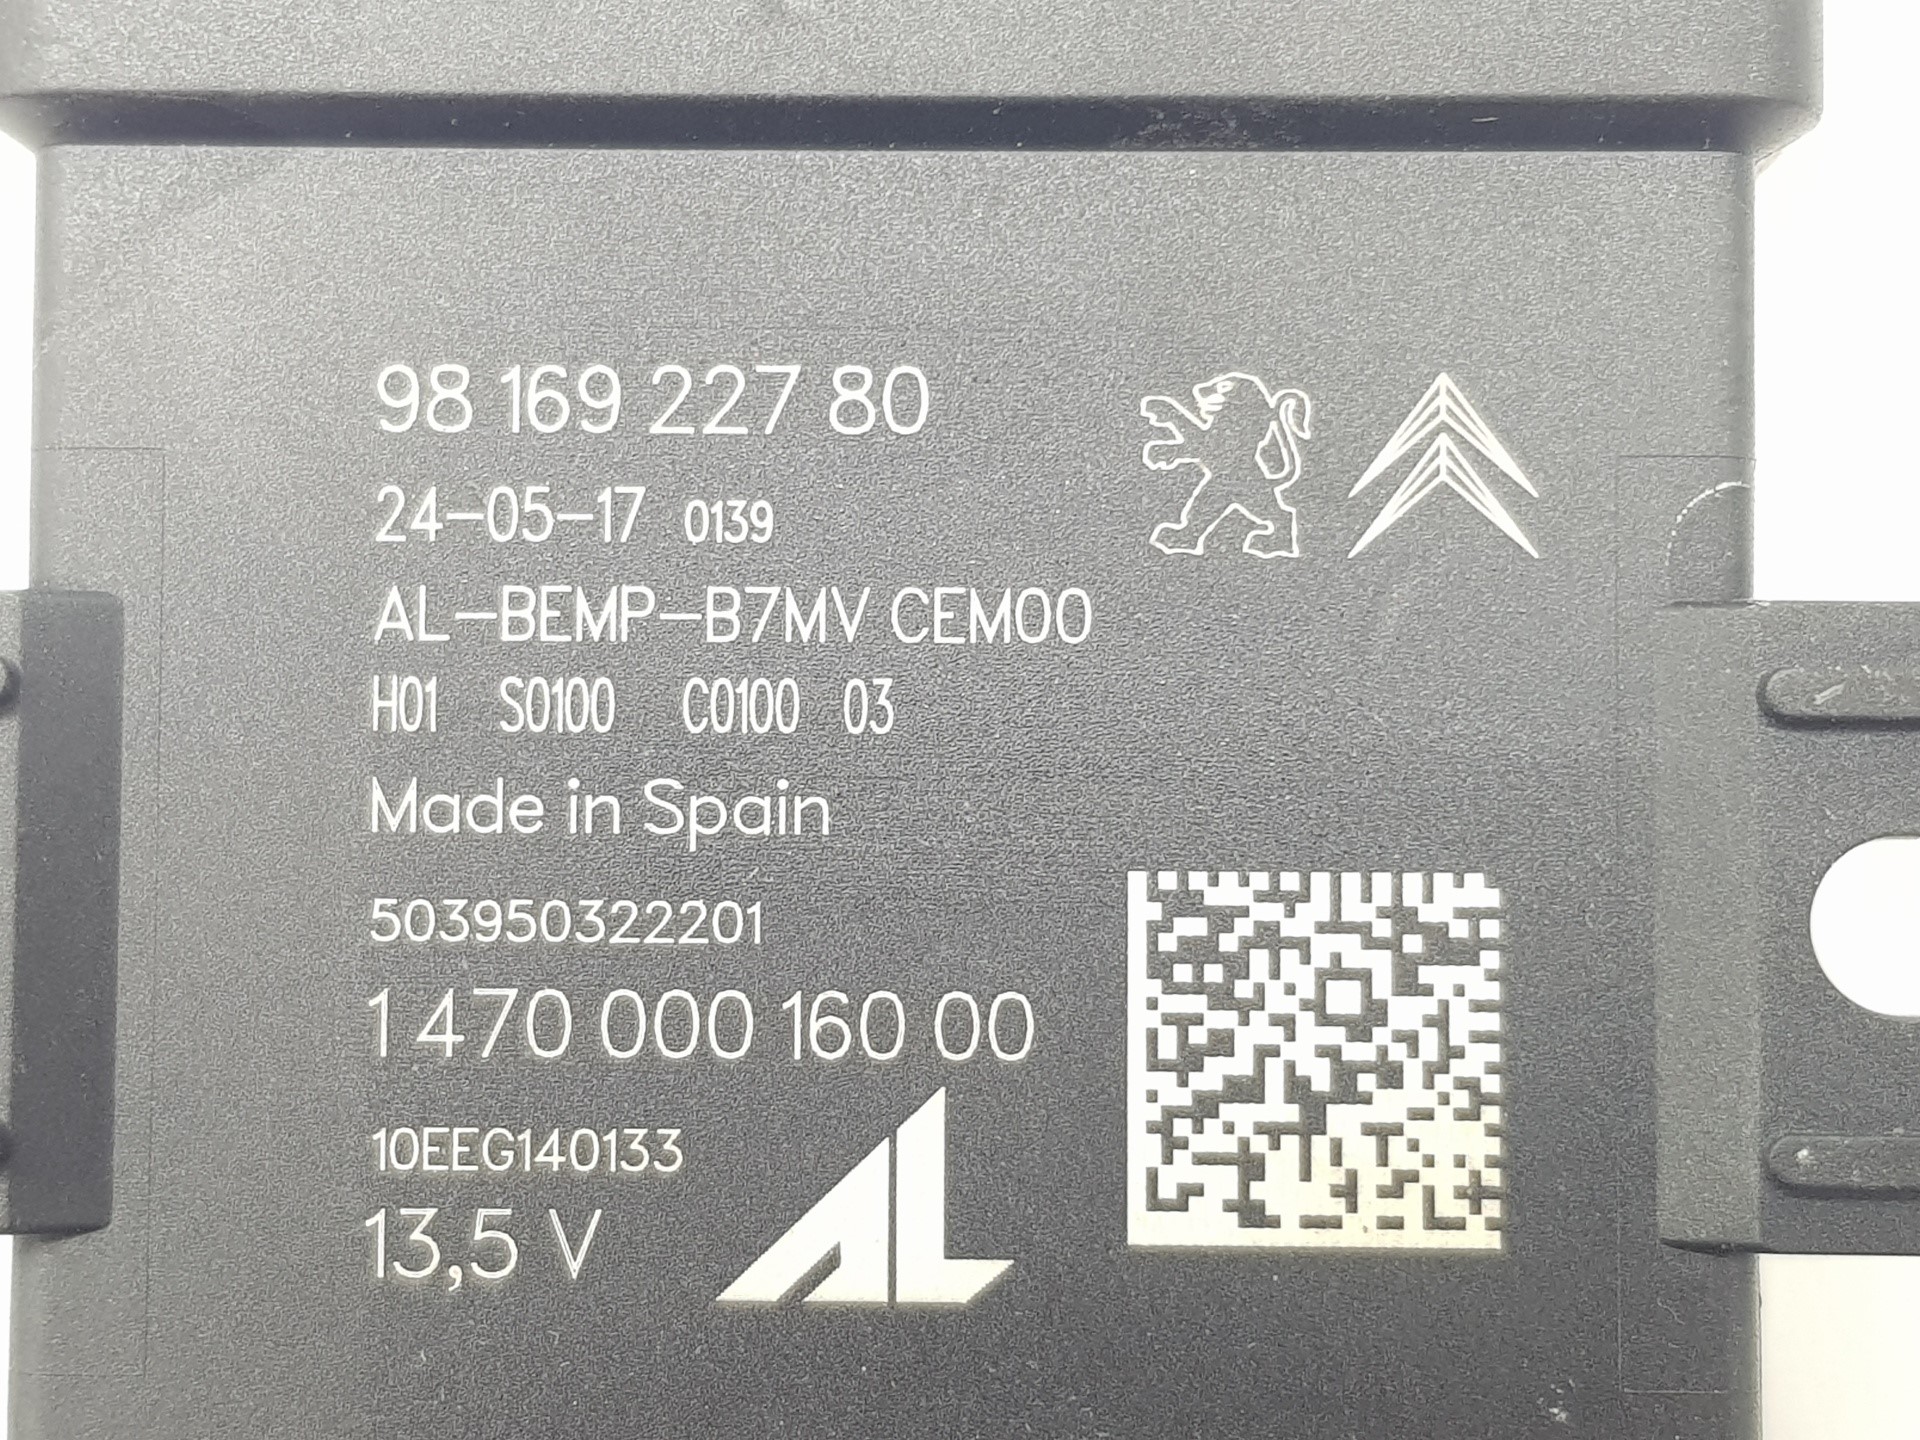 98 169 227 80
24-05-17 0139
AL-BEMP-B7MV CEM00
H01 S0100 C0100 03
Made in Spain
503950322201
1 470 000 160 00
10EEG140133
13,5 V
AL